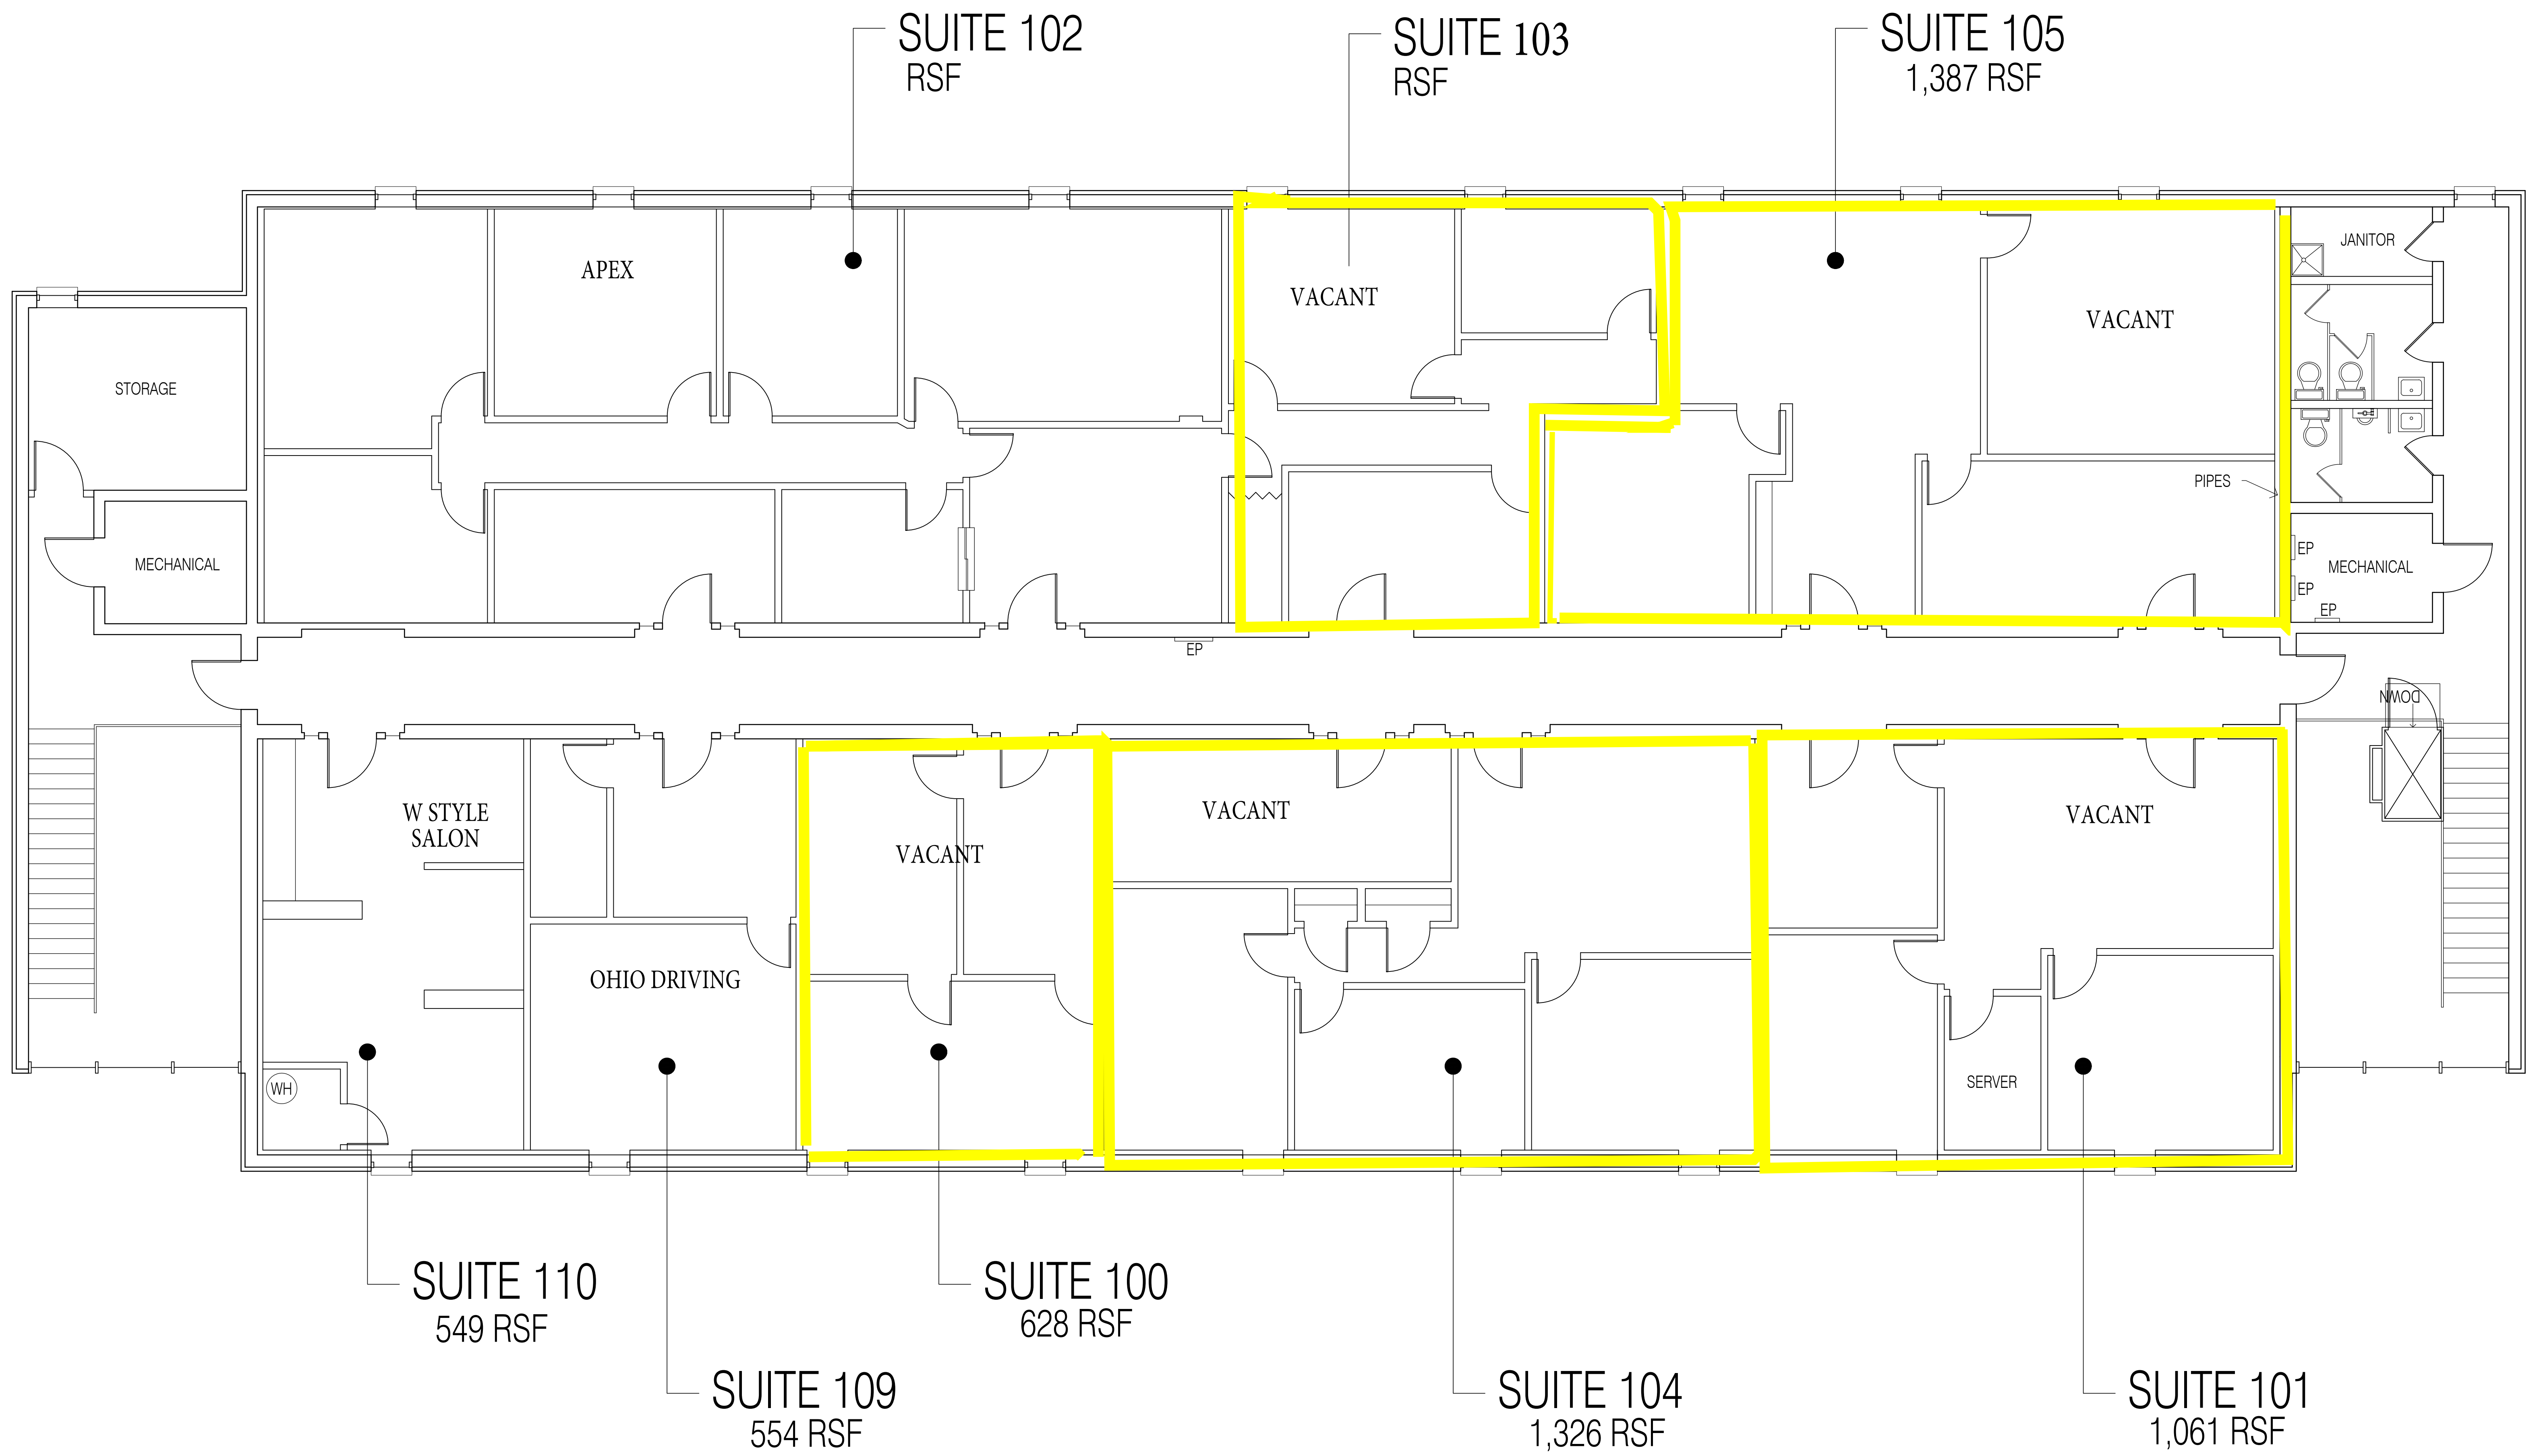 SUITE 102
RSF
SUITE 103
RSF
SUITE 105
1,387 RSF
JANITOR
APEX
VACANT
VACANT
STORAGE
PIPES
MECHANICAL
EP
MECHANICAL
EP
EP
EP
DOWN
W STYLE
SALON
VACANT
VACANT
VACANT
OHIO DRIVING
WH
SERVER
SUITE 110
549 RSF
SUITE 100
628 RSF
SUITE 109
554 RSF
SUITE 104
1,326 RSF
SUITE 101
1,061 RSF